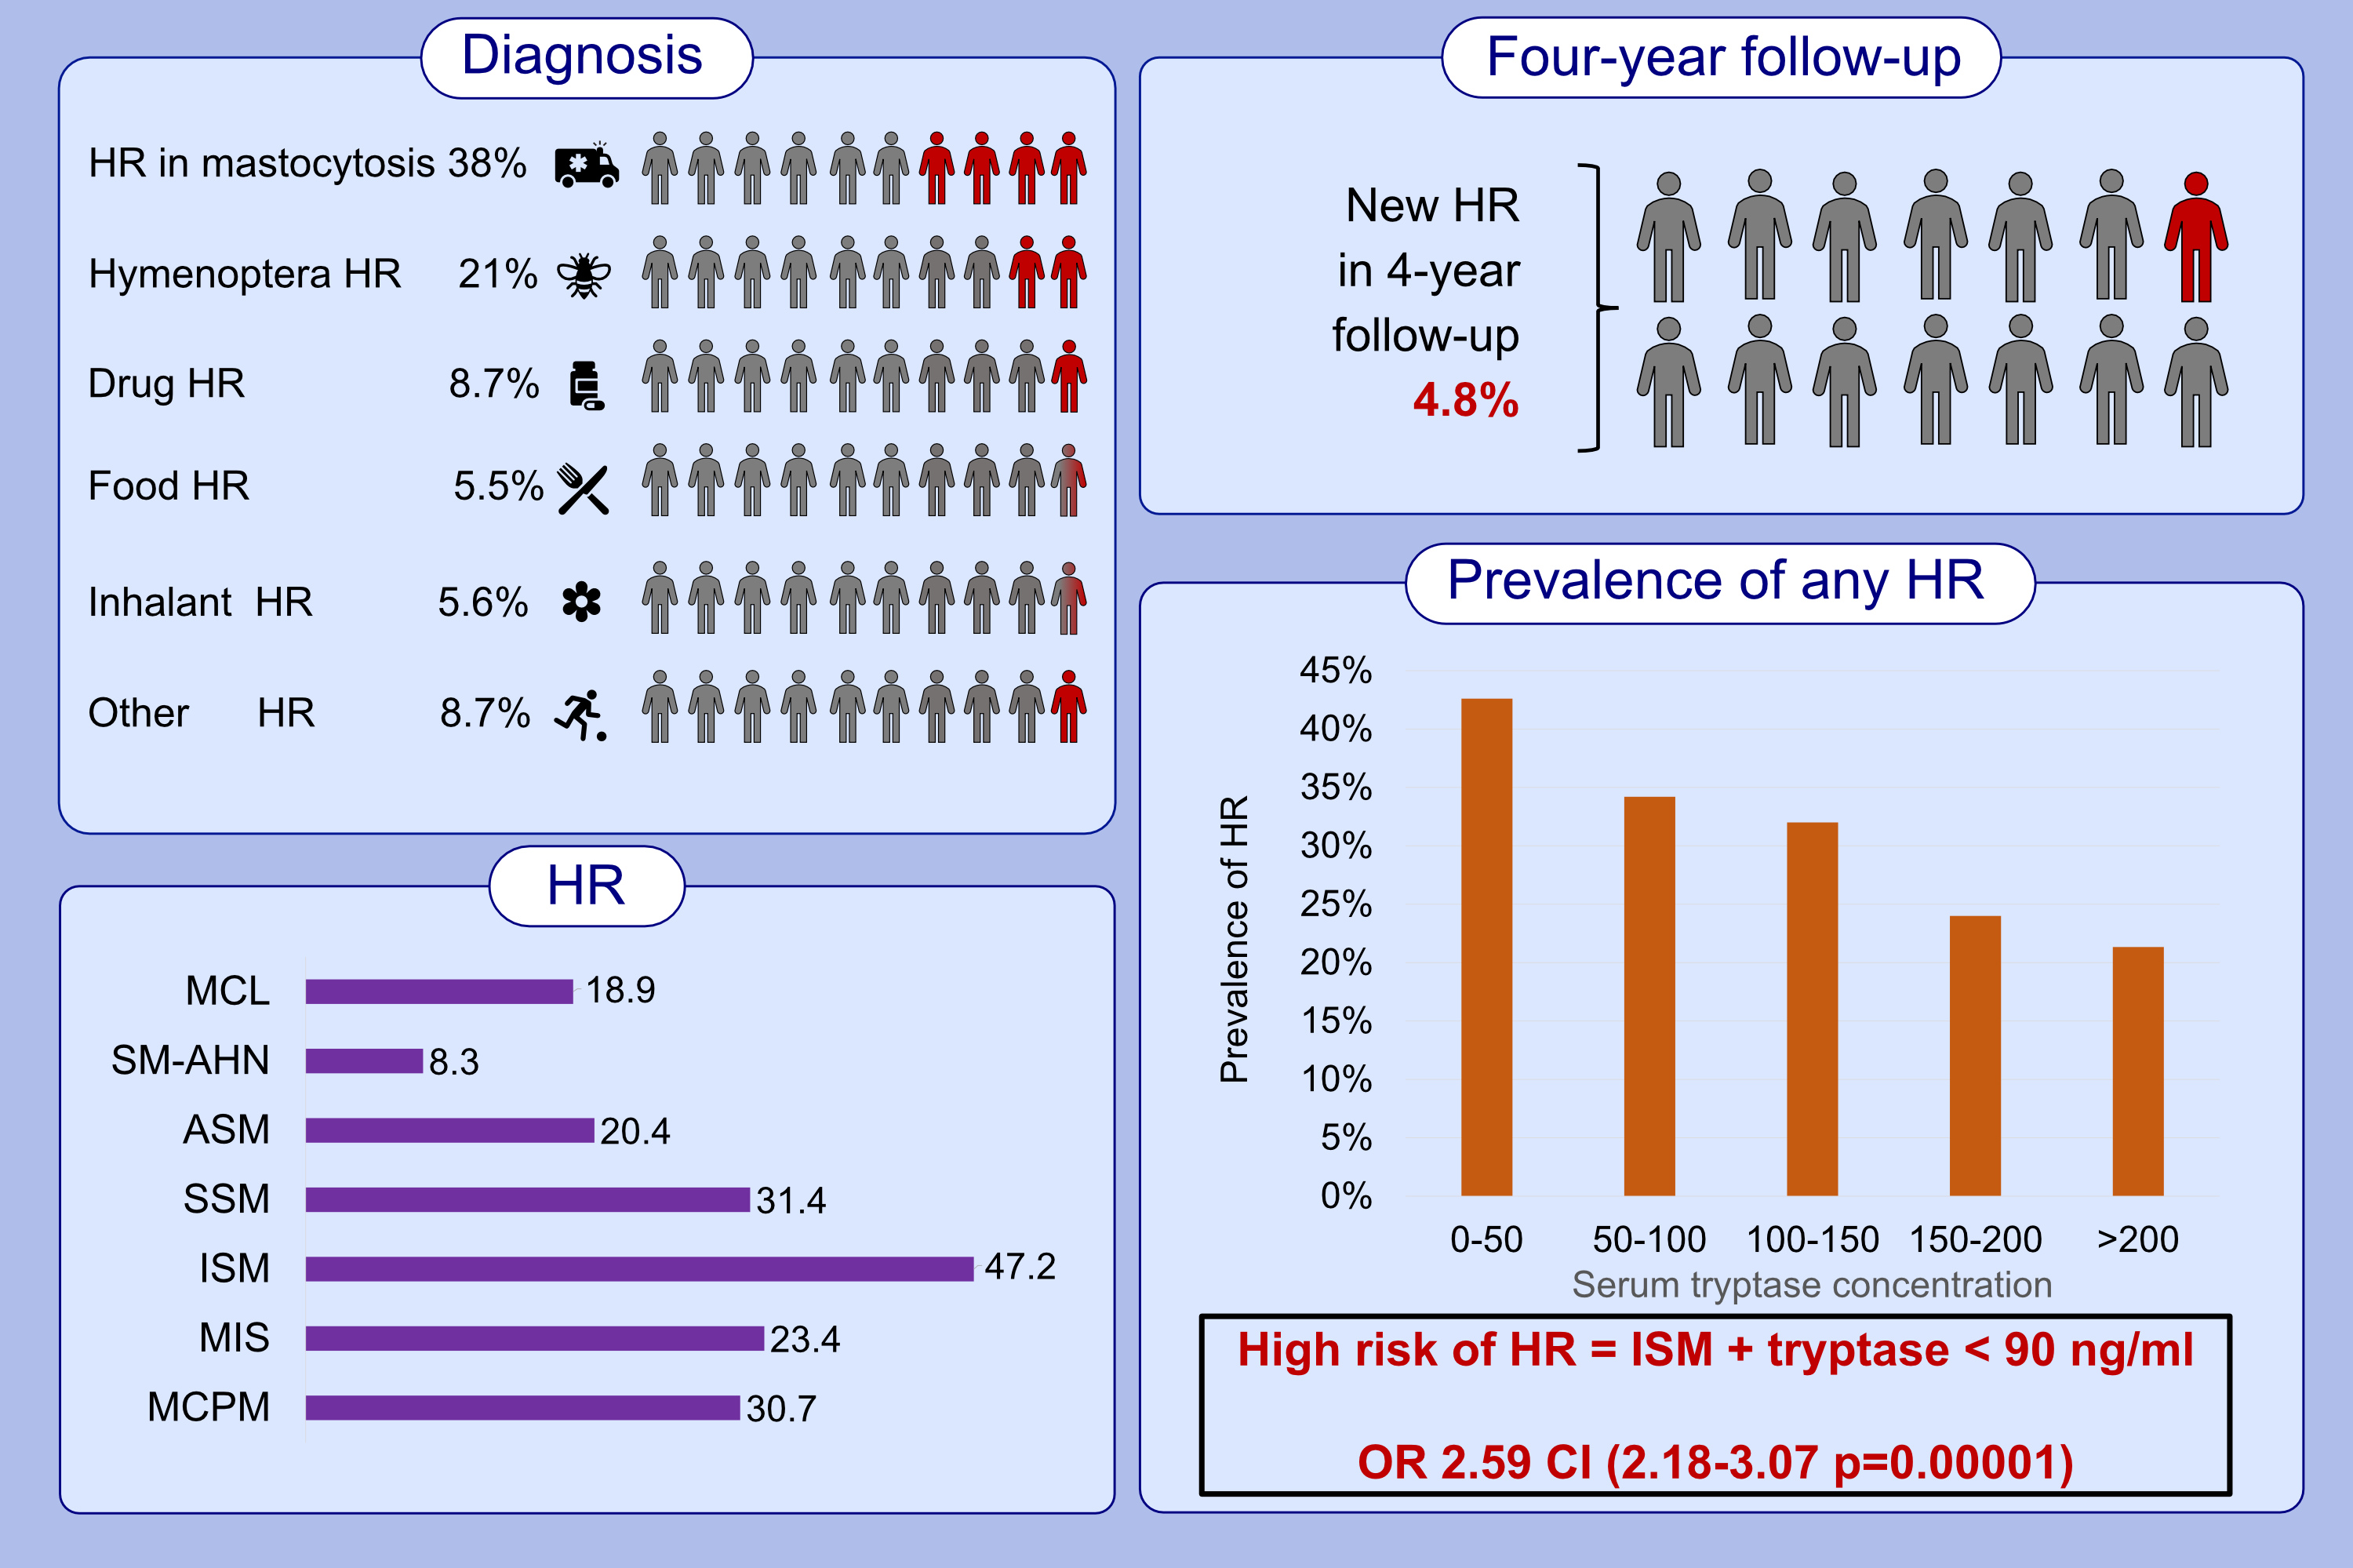 Diagnosis
HR in mastocytosis 38%
Hymenoptera HR 21%
Drug HR 8.7%
Food HR 5.5%
Inhalant HR 5.6%
Other HR 8.7%
Four-year follow-up
New HR
in 4-year
follow-up
4.8%
HR
MCL 18.9
SM-AHN 8.3
ASM 20.4
SSM 31.4
ISM 47.2
MIS 23.4
MCPM 30.7
Prevalence of any HR
Prevalence of HR
45%
40%
35%
30%
25%
20%
15%
10%
5%
0%
0-50 50-100 100-150 150-200 >200
Serum tryptase concentration
High risk of HR = ISM + tryptase < 90 ng/ml
OR 2.59 CI (2.18-3.07 p=0.00001)